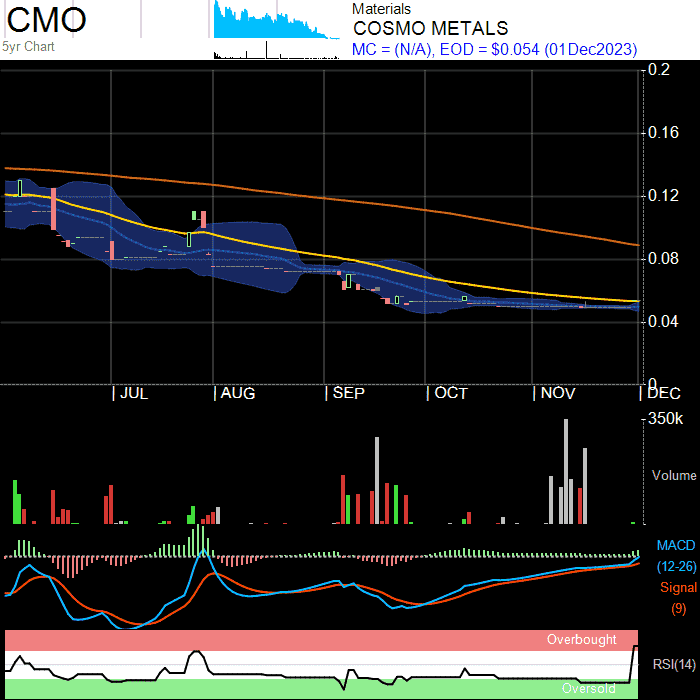 CMO
5yr Chart
Materials
COSMO METALS
MC = (N/A), EOD = $0.054 (01Dec2023)
0.2
0.16
0.12
0.08
0.04
0
JUL AUG SEP OCT NOV DEC
350k
Volume
MACD
(12-26)
Signal
(9)
Overbought
RSI(14)
Oversold